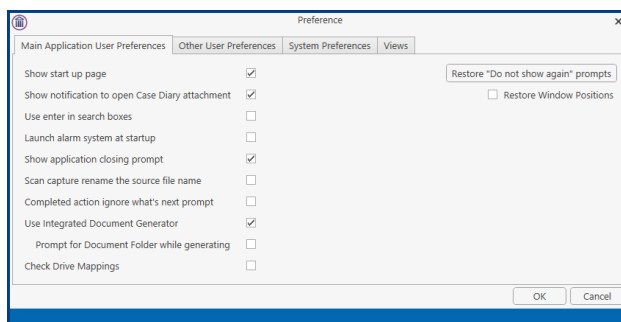 Preference
Main Application User Preferences Other User Preferences System Preferences Views
Show start up page
Restore "Do not show again" prompts
Show notification to open Case Diary attachment
Restore Window Positions
Use enter in search boxes
Launch alarm system at startup
Show application closing prompt
Scan capture rename the source file name
Completed action ignore what's next prompt
Use Integrated Document Generator
Prompt for Document Folder while generating
Check Drive Mappings
OK Cancel